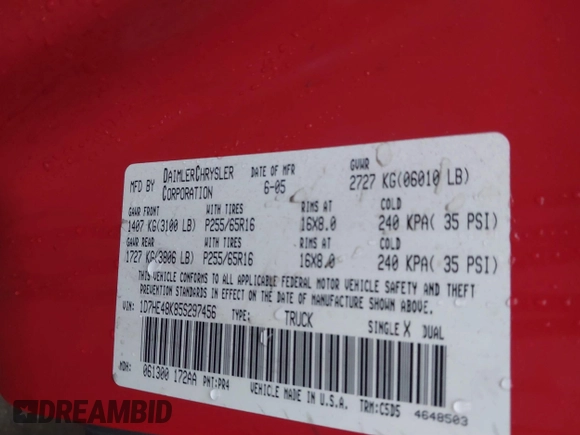 MFD BY DAIMLERCHRYSLER CORPORATION DATE OF MFR 6-05 GVWR 2727 KG(06010 LB)
GAWR FRONT WITH TIRES RIMS AT COLD
1407 KG(3100 LB) P255/65R16 16X8.0 240 KPA( 35 PSI)
GAWR REAR WITH TIRES RIMS AT COLD
1727 KG(3806 LB) P255/65R16 16X8.0 240 KPA( 35 PSI)
THIS VEHICLE CONFORMS TO ALL APPLICABLE FEDERAL MOTOR VEHICLE SAFETY AND THEFT
PREVENTION STANDARDS IN EFFECT ON THE DATE OF MANUFACTURE SHOWN ABOVE.
VIN: 1D7HE48K85S297456 TYPE: TRUCK SINGLE X DUAL
MDH: 061300 172AA PNT:PR4 VEHICLE MADE IN U.S.A. TRM:C5D5 4648503
DREAMBID